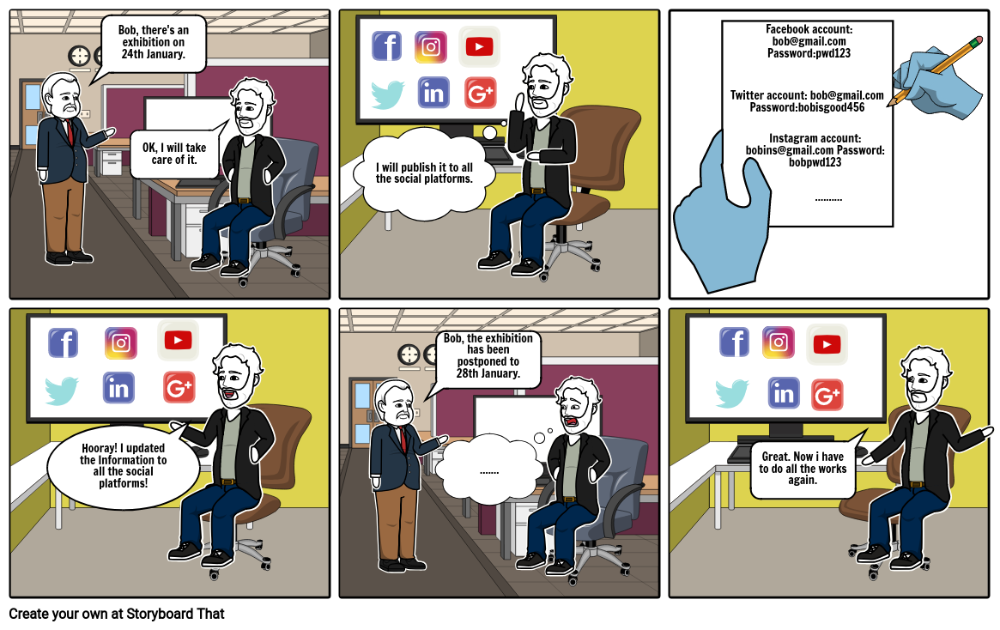 Bob, there's an
exhibition on
24th January.
OK, I will take
care of it.
I will publish it to all
the social platforms.
Facebook account:
bob@gmail.com
Password:pwd123
Twitter account: bob@gmail.com
Password:bobisgood456
Instagram account:
bobins@gmail.com Password:
bobpwd123
..........
Hooray! I updated
the Information to
all the social
platforms!
Bob, the exhibition
has been
postponed to
28th January.
.......
Great. Now i have
to do all the works
again.
Create your own at Storyboard That